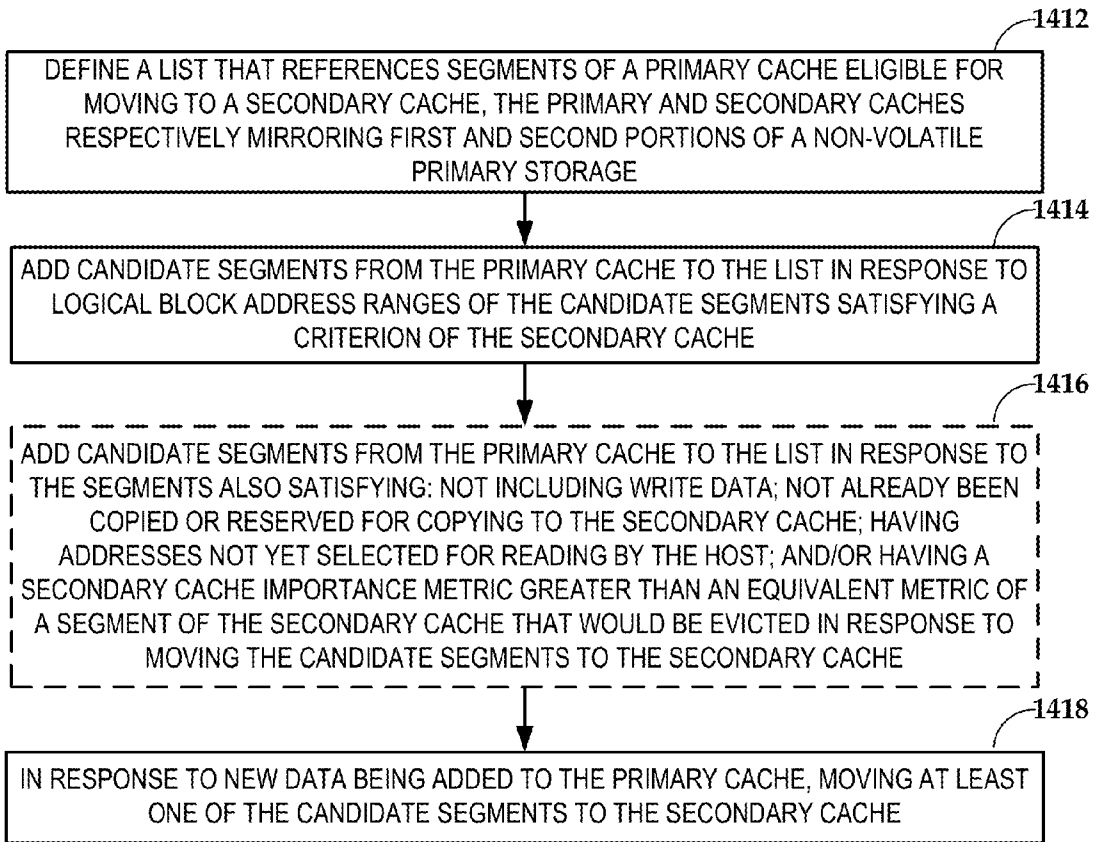 1412
DEFINE A LIST THAT REFERENCES SEGMENTS OF A PRIMARY CACHE ELIGIBLE FOR
MOVING TO A SECONDARY CACHE, THE PRIMARY AND SECONDARY CACHES
RESPECTIVELY MIRRORING FIRST AND SECOND PORTIONS OF A NON-VOLATILE
PRIMARY STORAGE
1414
ADD CANDIDATE SEGMENTS FROM THE PRIMARY CACHE TO THE LIST IN RESPONSE TO
LOGICAL BLOCK ADDRESS RANGES OF THE CANDIDATE SEGMENTS SATISFYING A
CRITERION OF THE SECONDARY CACHE
1416
ADD CANDIDATE SEGMENTS FROM THE PRIMARY CACHE TO THE LIST IN RESPONSE TO
THE SEGMENTS ALSO SATISFYING: NOT INCLUDING WRITE DATA; NOT ALREADY BEEN
COPIED OR RESERVED FOR COPYING TO THE SECONDARY CACHE; HAVING
ADDRESSES NOT YET SELECTED FOR READING BY THE HOST; AND/OR HAVING A
SECONDARY CACHE IMPORTANCE METRIC GREATER THAN AN EQUIVALENT METRIC OF
A SEGMENT OF THE SECONDARY CACHE THAT WOULD BE EVICTED IN RESPONSE TO
MOVING THE CANDIDATE SEGMENTS TO THE SECONDARY CACHE
1418
IN RESPONSE TO NEW DATA BEING ADDED TO THE PRIMARY CACHE, MOVING AT LEAST
ONE OF THE CANDIDATE SEGMENTS TO THE SECONDARY CACHE